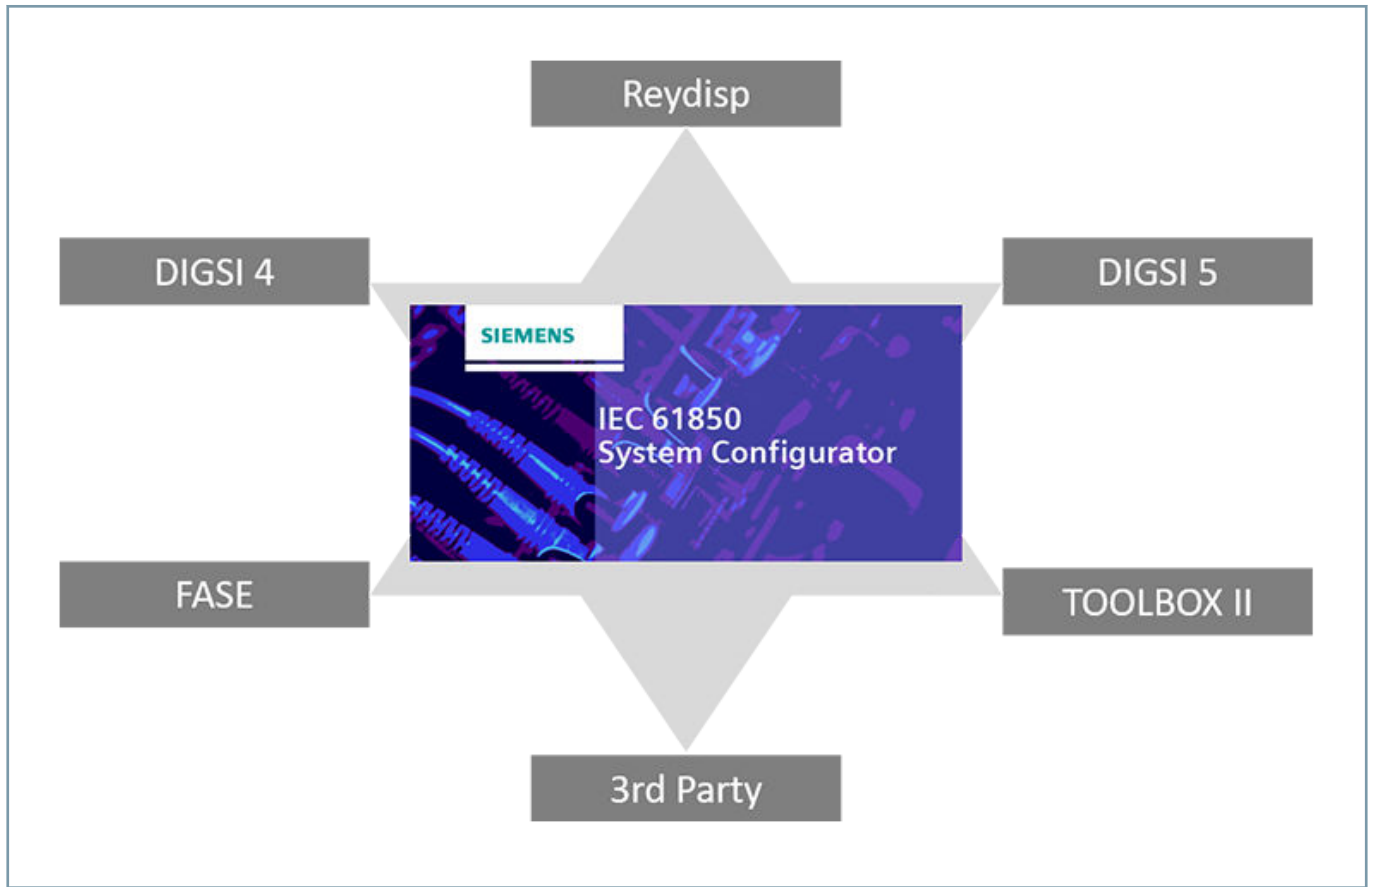 Reydisp
DIGSI 4
DIGSI 5
SIEMENS
IEC 61850
System Configurator
FASE
TOOLBOX II
3rd Party